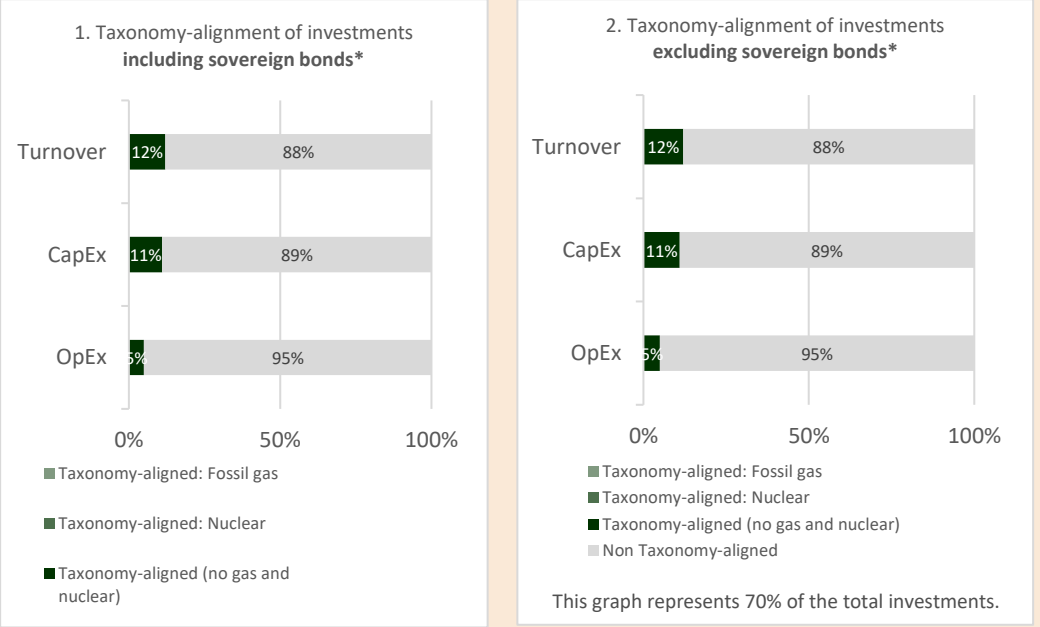 1. Taxonomy-alignment of investments
including sovereign bonds*
Turnover
12%
88%
CapEx
11%
89%
OpEx
5%
95%
0%
50%
100%
Taxonomy-aligned: Fossil gas
Taxonomy-aligned: Nuclear
Taxonomy-aligned (no gas and
nuclear)
2. Taxonomy-alignment of investments
excluding sovereign bonds*
Turnover
12%
88%
CapEx
11%
89%
OpEx
5%
95%
0%
50%
100%
Taxonomy-aligned: Fossil gas
Taxonomy-aligned: Nuclear
Taxonomy-aligned (no gas and nuclear)
Non Taxonomy-aligned
This graph represents 70% of the total investments.